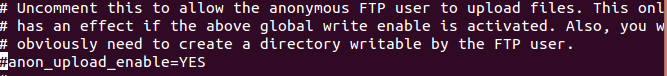 # Uncomment this to allow the anonymous FTP user to upload files. This onl
# has an effect if the above global write enable is activated. Also, you w
# obviously need to create a directory writable by the FTP user.
#anon_upload_enable=YES
#